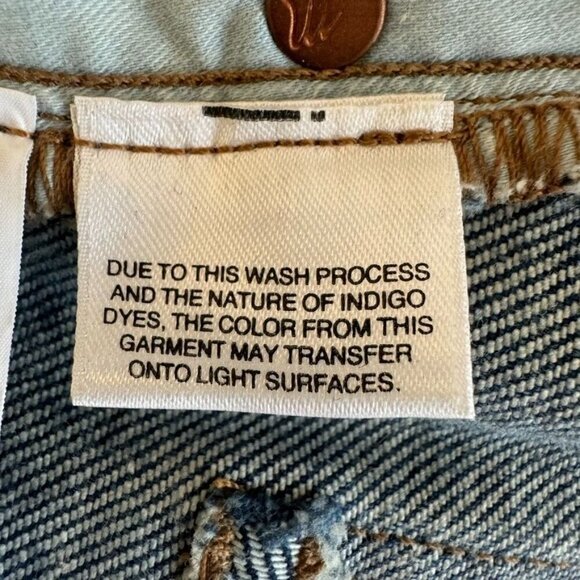 DUE TO THIS WASH PROCESS
AND THE NATURE OF INDIGO
DYES, THE COLOR FROM THIS
GARMENT MAY TRANSFER
ONTO LIGHT SURFACES.